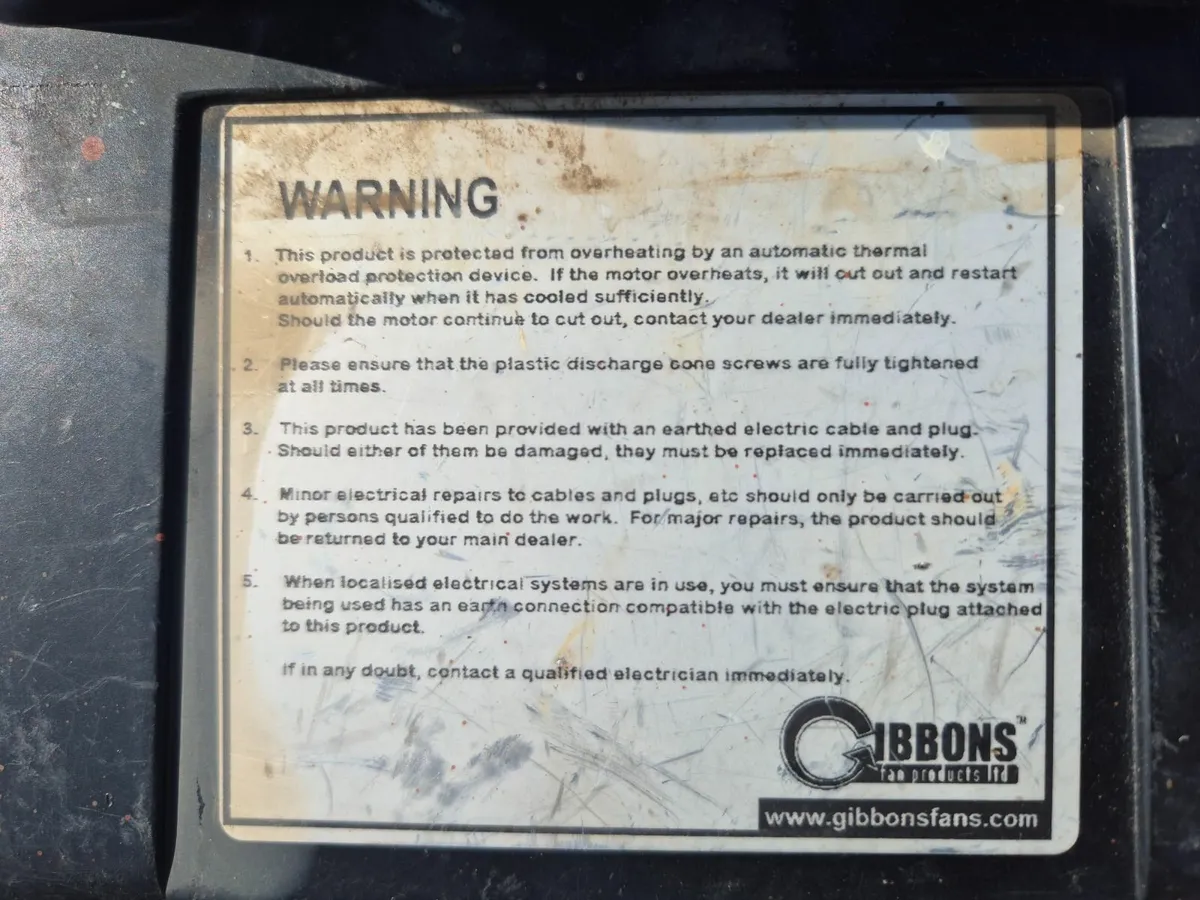 WARNING
1. This product is protected from overheating by an automatic thermal
overload protection device. If the motor overheats, it will cut out and restart
automatically when it has cooled sufficiently.
Should the motor continue to cut out, contact your dealer immediately.
2. Please ensure that the plastic discharge cone screws are fully tightened
at all times.
3. This product has been provided with an earthed electric cable and plug.
Should either of them be damaged, they must be replaced immediately.
4. Minor electrical repairs to cables and plugs, etc should only be carried out
by persons qualified to do the work. For major repairs, the product should
be returned to your main dealer.
5. When localised electrical systems are in use, you must ensure that the system
being used has an earth connection compatible with the electric plug attached
to this product.
If in any doubt, contact a qualified electrician immediately.
GIBBONS™
fan products ltd
www.gibbonsfans.com